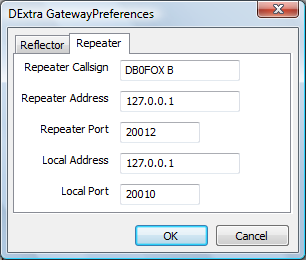 DExtra GatewayPreferences
Reflector Repeater
Repeater Callsign DB0FOX B
Repeater Address 127.0.0.1
Repeater Port 20012
Local Address 127.0.0.1
Local Port 20010
OK Cancel